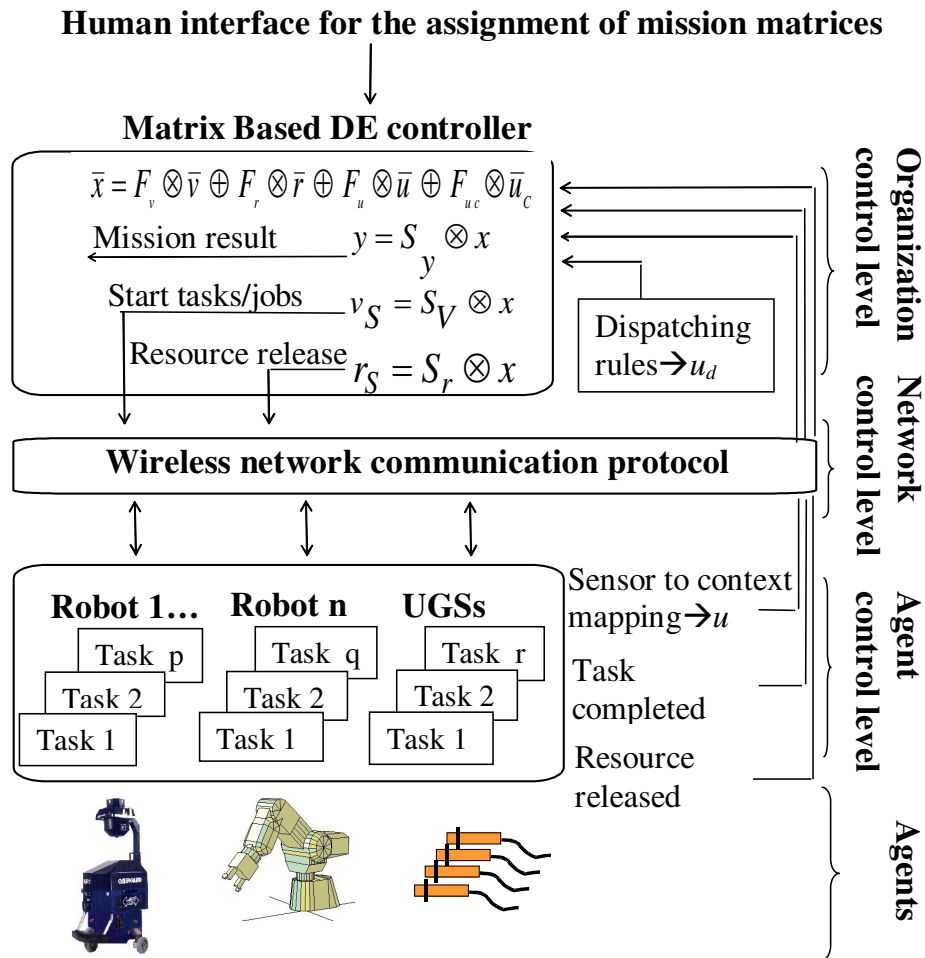 Human interface for the assignment of mission matrices
Matrix Based DE controller
x̄ = F_v ⊗ v̄ ⊕ F_r ⊗ r̄ ⊕ F_u ⊗ ū ⊕ F_uc ⊗ ū_C
Mission result
y = S_y ⊗ x
Start tasks/jobs
v_S = S_V ⊗ x
Resource release
r_S = S_r ⊗ x
Dispatching
rules→u_d
Organization
control level
Wireless network communication protocol
Network
control level
Robot 1…
Task p
Task 2
Task 1
Robot n
Task q
Task 2
Task 1
UGSs
Task r
Task 2
Task 1
Sensor to context
mapping→u
Task
completed
Resource
released
Agent
control level
Agents